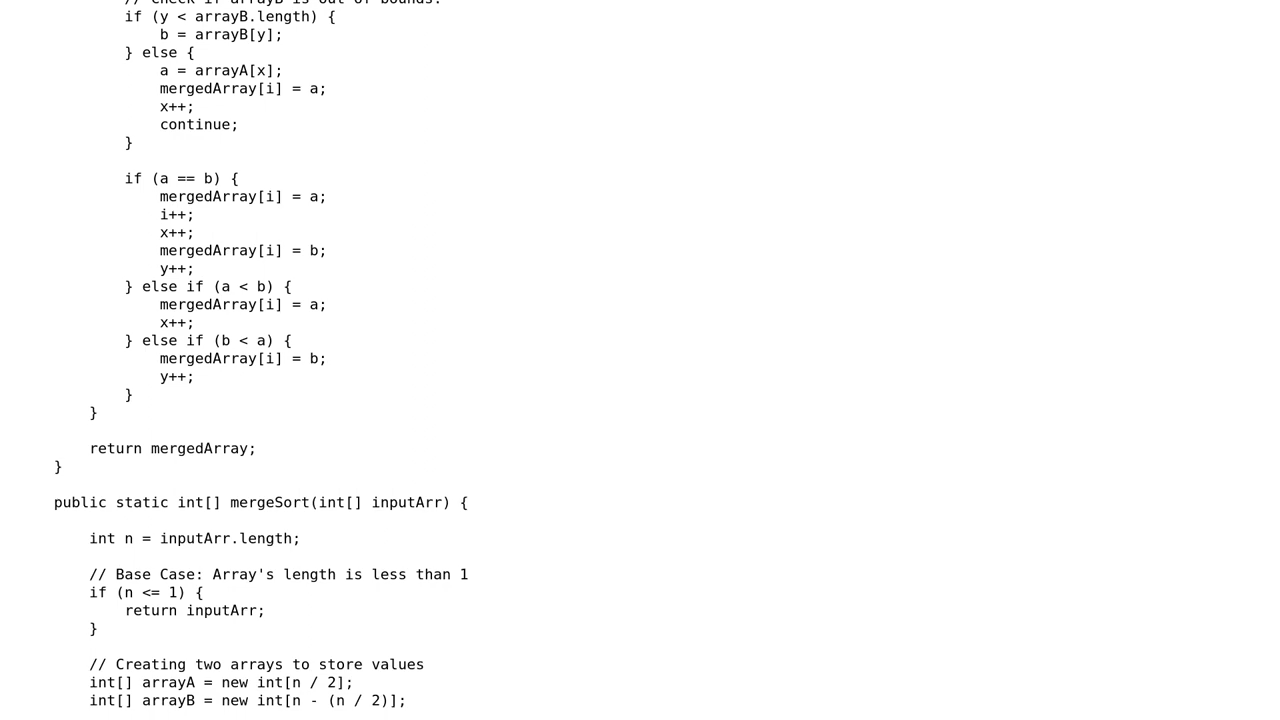 if (y < arrayB.length) {
b = arrayB[y];
} else {
a = arrayA[x];
mergedArray[i] = a;
x++;
continue;
}
if (a == b) {
mergedArray[i] = a;
i++;
x++;
mergedArray[i] = b;
y++;
} else if (a < b) {
mergedArray[i] = a;
x++;
} else if (b < a) {
mergedArray[i] = b;
y++;
}
}
return mergedArray;
}
public static int[] mergeSort(int[] inputArr) {
int n = inputArr.length;
// Base Case: Array's length is less than 1
if (n <= 1) {
return inputArr;
}
// Creating two arrays to store values
int[] arrayA = new int[n / 2];
int[] arrayB = new int[n - (n / 2)];